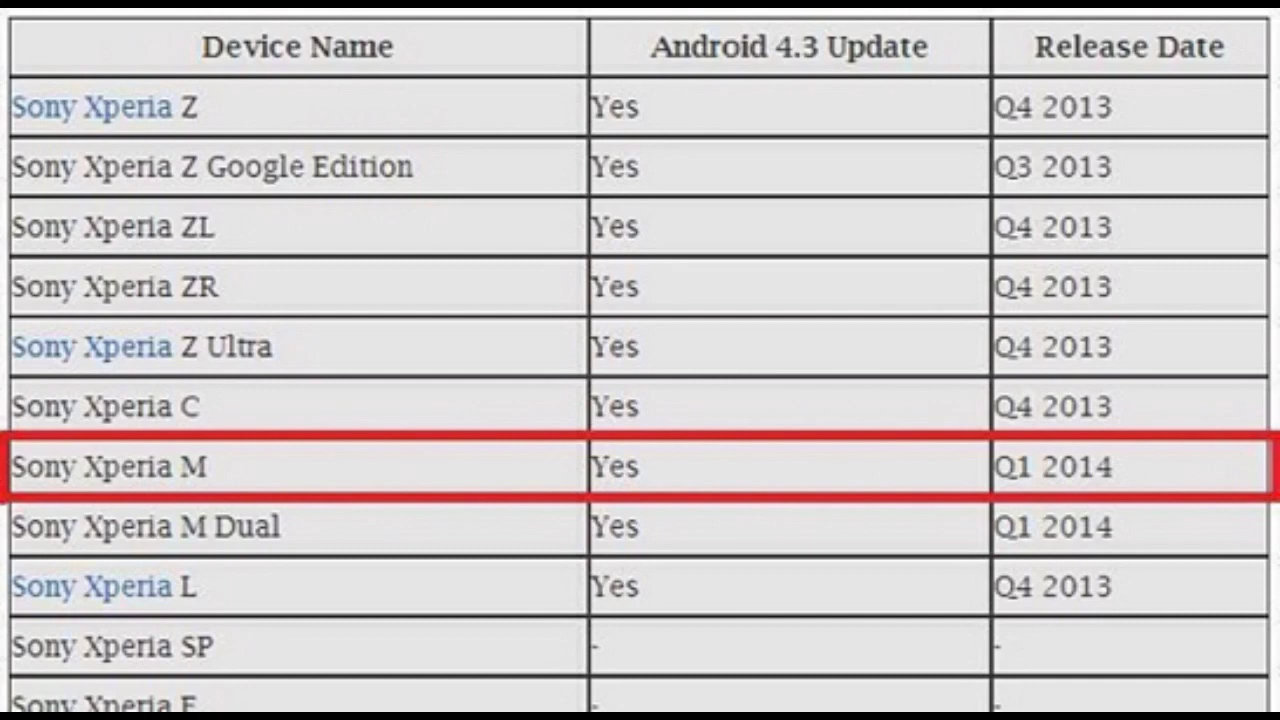 Device Name Android 4.3 Update Release Date
Sony Xperia Z Yes Q4 2013
Sony Xperia Z Google Edition Yes Q3 2013
Sony Xperia ZL Yes Q4 2013
Sony Xperia ZR Yes Q4 2013
Sony Xperia Z Ultra Yes Q4 2013
Sony Xperia C Yes Q4 2013
Sony Xperia M Yes Q1 2014
Sony Xperia M Dual Yes Q1 2014
Sony Xperia L Yes Q4 2013
Sony Xperia SP - -
Sony Xperia - -